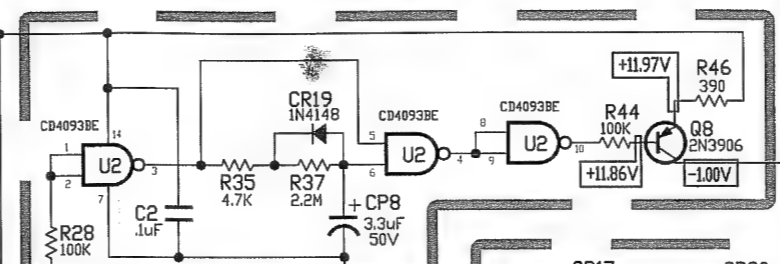 +11.97V
R46
390
CR19
1N4148
CD4093BE
CD4093BE
CD4093BE
R44
100K
Q8
2N3906
14
1
2
U2
3
5
6
U2
4
8
9
U2
10
+11.86V
-1.00V
7
R35
4.7K
R37
2.2M
+
CP8
3.3uF
50V
C2
.1uF
R28
100K